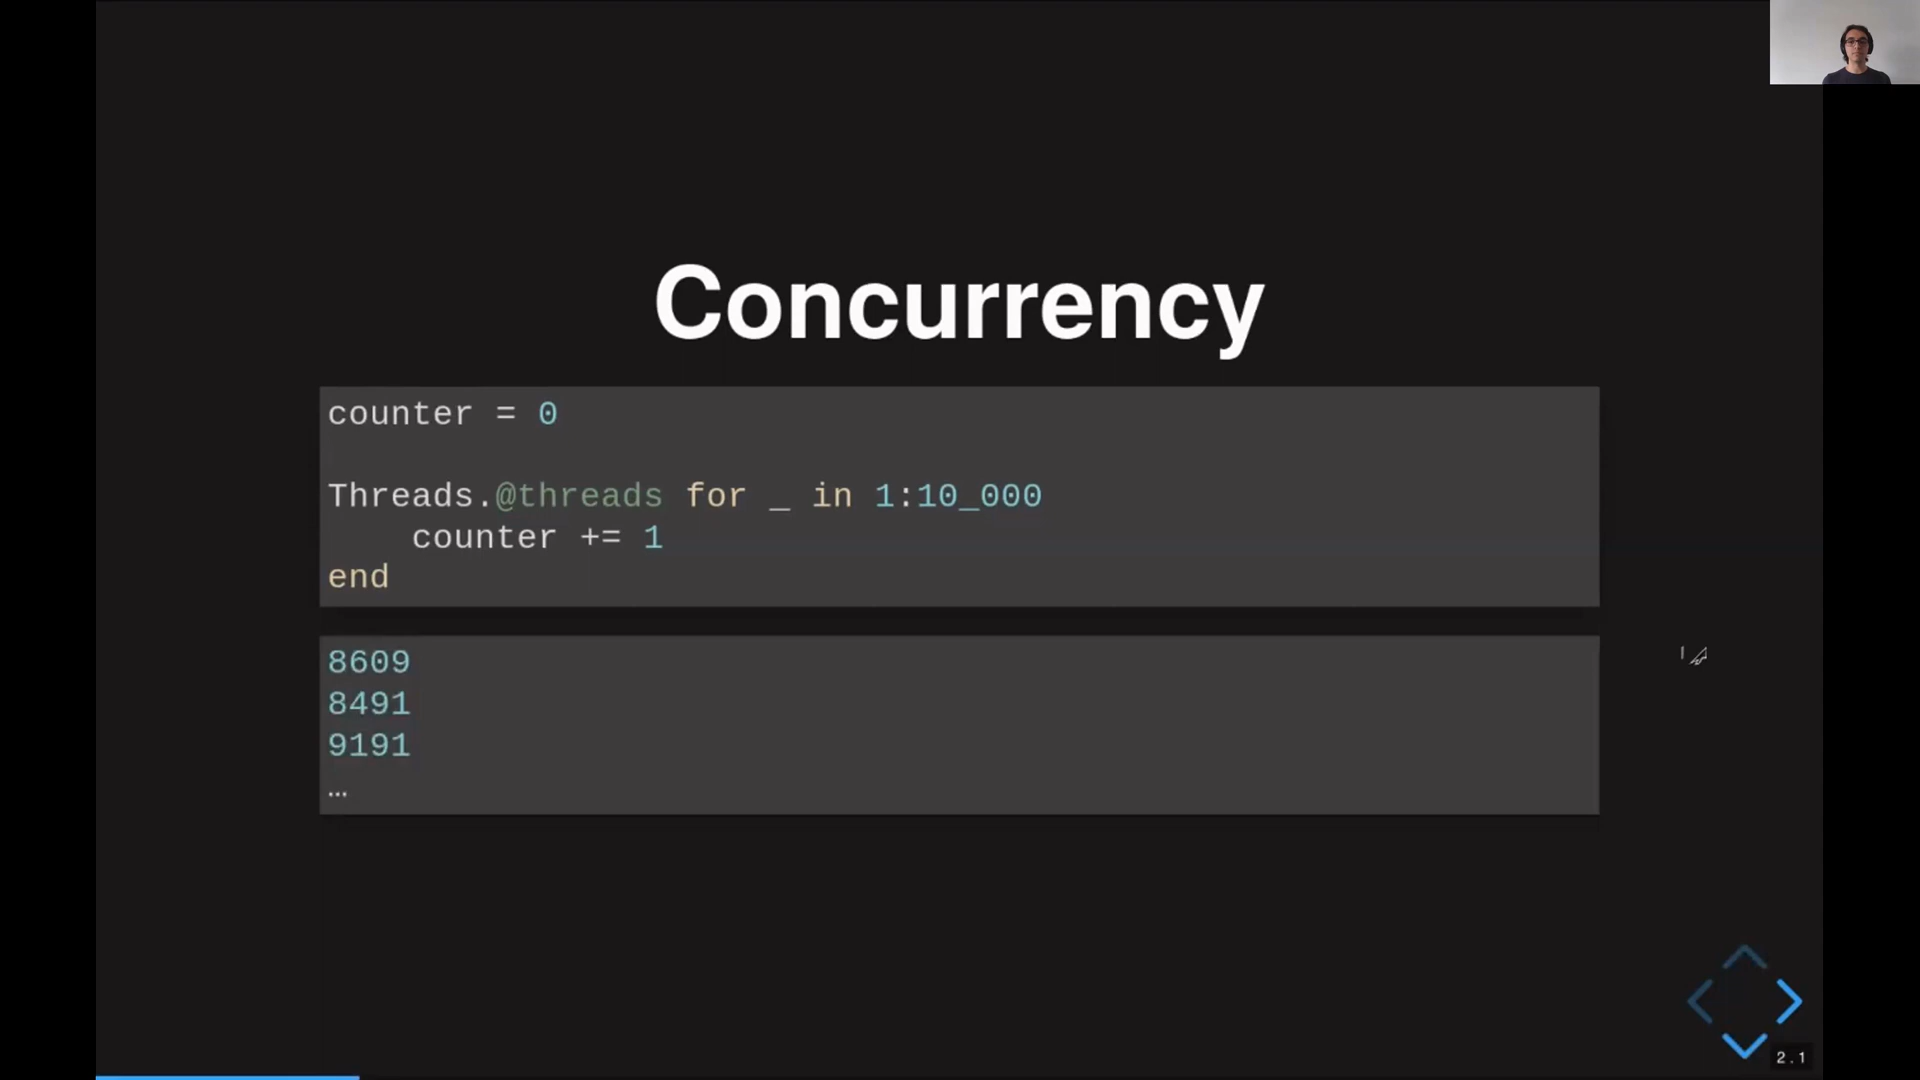 Concurrency
counter = 0
Threads.@threads for _ in 1:10_000
    counter += 1
end
8609
8491
9191
…
2.1